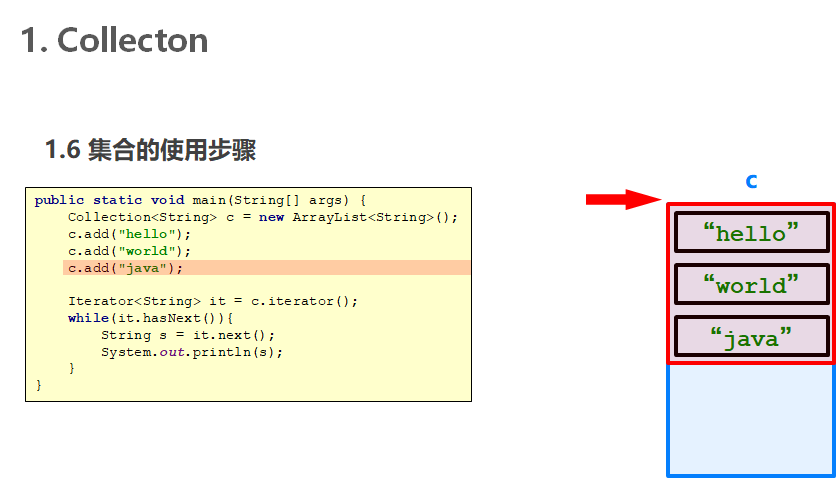 1. Collecton
1.6 集合的使用步骤
public static void main(String[] args) {
    Collection<String> c = new ArrayList<String>();
    c.add("hello");
    c.add("world");
    c.add("java");
    Iterator<String> it = c.iterator();
    while(it.hasNext()){
        String s = it.next();
        System.out.println(s);
    }
}
c
“hello”
“world”
“java”